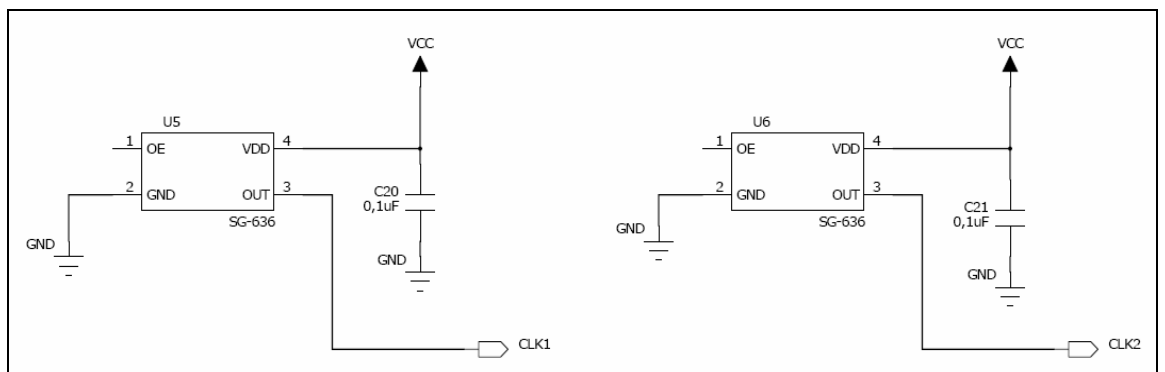 VCC
U5
1 OE VDD 4
2 GND OUT 3
SG-636
C20
0,1uF
GND
GND
CLK1
VCC
U6
1 OE VDD 4
2 GND OUT 3
SG-636
C21
0,1uF
GND
GND
CLK2